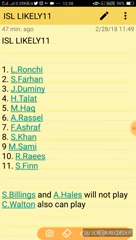 12:38
ISL LIKELY11
47 min, ago 2/28/18 11:49
ISL LIKELY11
1. L.Ronchi
2. S.Farhan
3. J.Duminy
4. H.Talat
5. M.Haq
6. A.Rassel
7. F.Ashraf
8. S.Khan
9 M.Sami
10. R.Raees
11. S.Finn
S.Billings and A.Hales will not play
C.Walton also can play